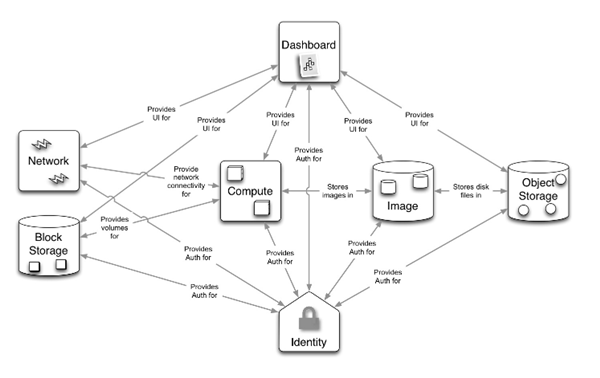 Dashboard
Provides
UI for
Provides
UI for
Provides
UI for
Provides
UI for
Provides
UI for
Provides
Auth for
Network
Provide
network
connectivity
for
Compute
Stores
images in
Image
Stores disk
files in
Object
Storage
Block
Storage
Provides
volumes
for
Provides
Auth for
Provides
Auth for
Provides
Auth for
Provides
Auth for
Provides
Auth for
Identity